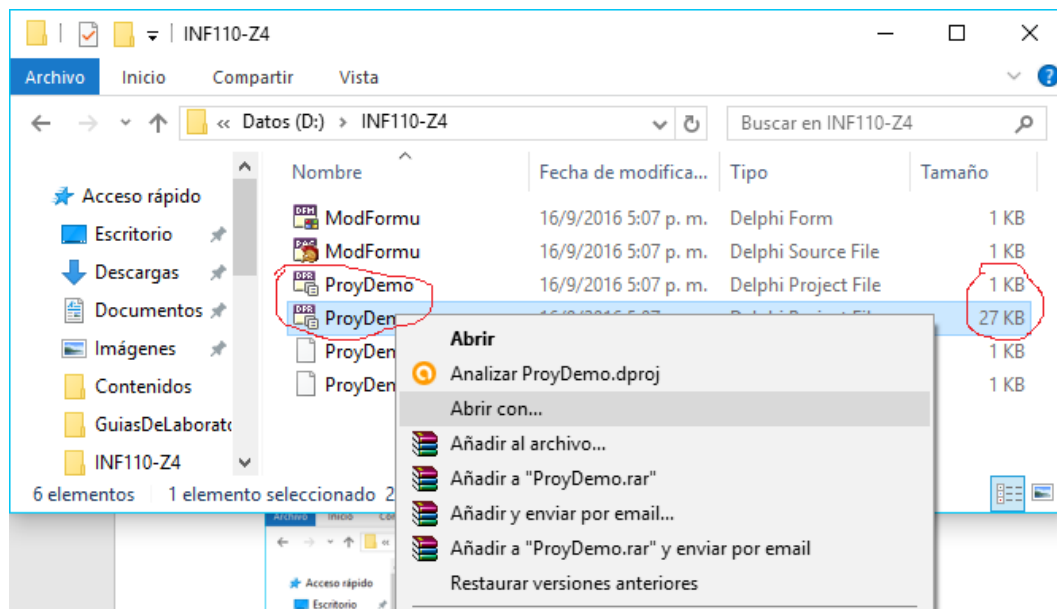 INF110-Z4
Archivo Inicio Compartir Vista
« Datos (D:) > INF110-Z4 Buscar en INF110-Z4
Nombre Fecha de modifica... Tipo Tamaño
Acceso rápido
Escritorio
Descargas
Documentos
Imágenes
Contenidos
GuiasDeLaborato
INF110-Z4
ModFormu 16/9/2016 5:07 p. m. Delphi Form 1 KB
ModFormu 16/9/2016 5:07 p. m. Delphi Source File 1 KB
ProyDemo 16/9/2016 5:07 p. m. Delphi Project File 1 KB
ProyDem 27 KB
ProyDem 1 KB
ProyDem 1 KB
Abrir
Analizar ProyDemo.dproj
Abrir con...
Añadir al archivo...
Añadir a "ProyDemo.rar"
Añadir y enviar por email...
Añadir a "ProyDemo.rar" y enviar por email
Restaurar versiones anteriores
6 elementos 1 elemento seleccionado 2
Archivo Inicio
Acceso rápido
Escritorio